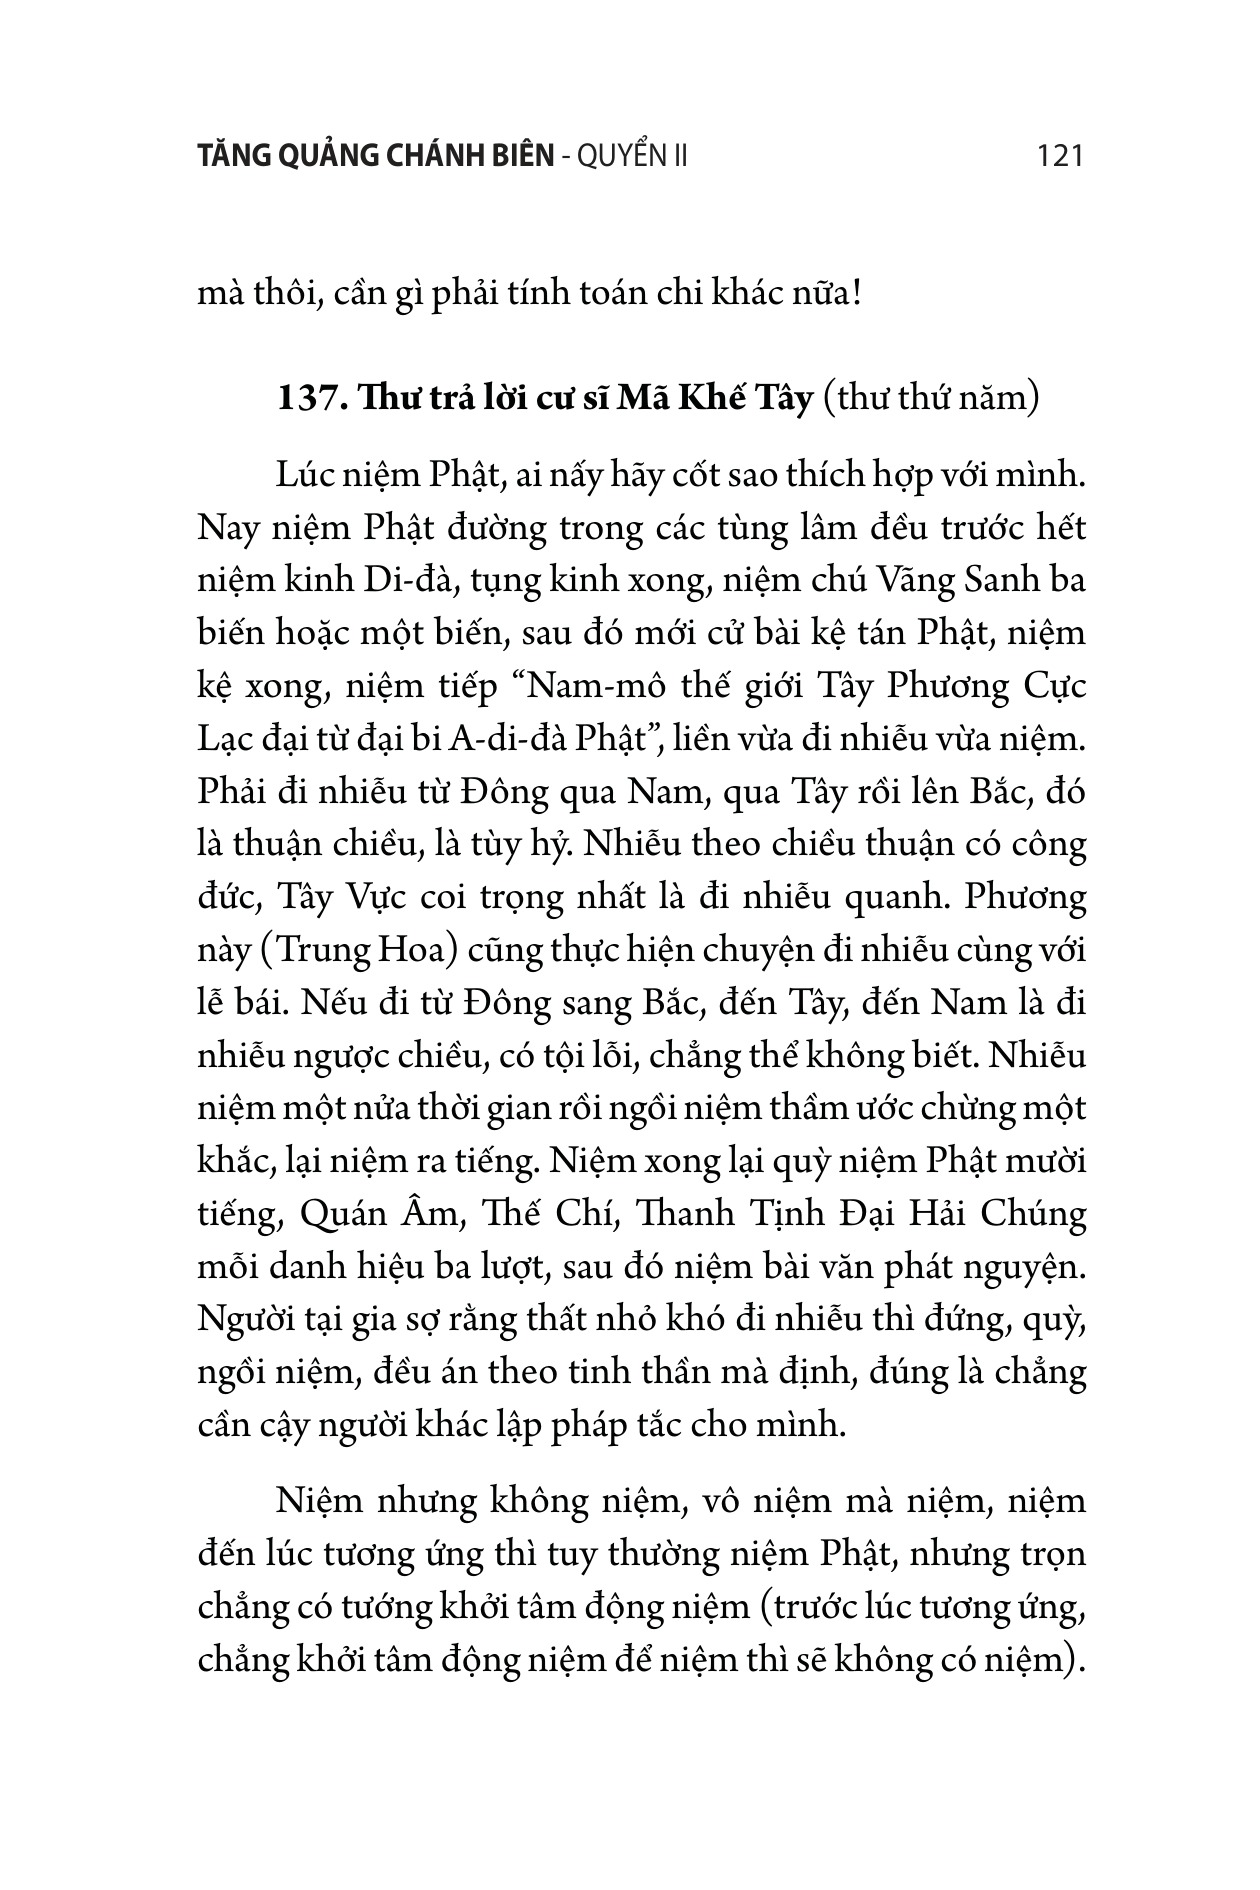 TĂNG QUẢNG CHÁNH BIÊN - QUYỂN II 121
mà thôi, cần gì phải tính toán chi khác nữa!
137. Thư trả lời cư sĩ Mã Khế Tây (thư thứ năm)
Lúc niệm Phật, ai nấy hãy cốt sao thích hợp với mình.
Nay niệm Phật đường trong các tùng lâm đều trước hết
niệm kinh Di-đà, tụng kinh xong, niệm chú Vãng Sanh ba
biến hoặc một biến, sau đó mới cử bài kệ tán Phật, niệm
kệ xong, niệm tiếp “Nam-mô thế giới Tây Phương Cực
Lạc đại từ đại bi A-di-đà Phật”, liền vừa đi nhiễu vừa niệm.
Phải đi nhiễu từ Đông qua Nam, qua Tây rồi lên Bắc, đó
là thuận chiều, là tùy hỷ. Nhiễu theo chiều thuận có công
đức, Tây Vực coi trọng nhất là đi nhiễu quanh. Phương
này (Trung Hoa) cũng thực hiện chuyện đi nhiễu cùng với
lễ bái. Nếu đi từ Đông sang Bắc, đến Tây, đến Nam là đi
nhiễu ngược chiều, có tội lỗi, chẳng thể không biết. Nhiễu
niệm một nửa thời gian rồi ngồi niệm thầm ước chừng một
khắc, lại niệm ra tiếng. Niệm xong lại quỳ niệm Phật mười
tiếng, Quán Âm, Thế Chí, Thanh Tịnh Đại Hải Chúng
mỗi danh hiệu ba lượt, sau đó niệm bài văn phát nguyện.
Người tại gia sợ rằng thất nhỏ khó đi nhiễu thì đứng, quỳ,
ngồi niệm, đều án theo tinh thần mà định, đúng là chẳng
cần cậy người khác lập pháp tắc cho mình.
Niệm nhưng không niệm, vô niệm mà niệm, niệm
đến lúc tương ứng thì tuy thường niệm Phật, nhưng trọn
chẳng có tướng khởi tâm động niệm (trước lúc tương ứng,
chẳng khởi tâm động niệm để niệm thì sẽ không có niệm).